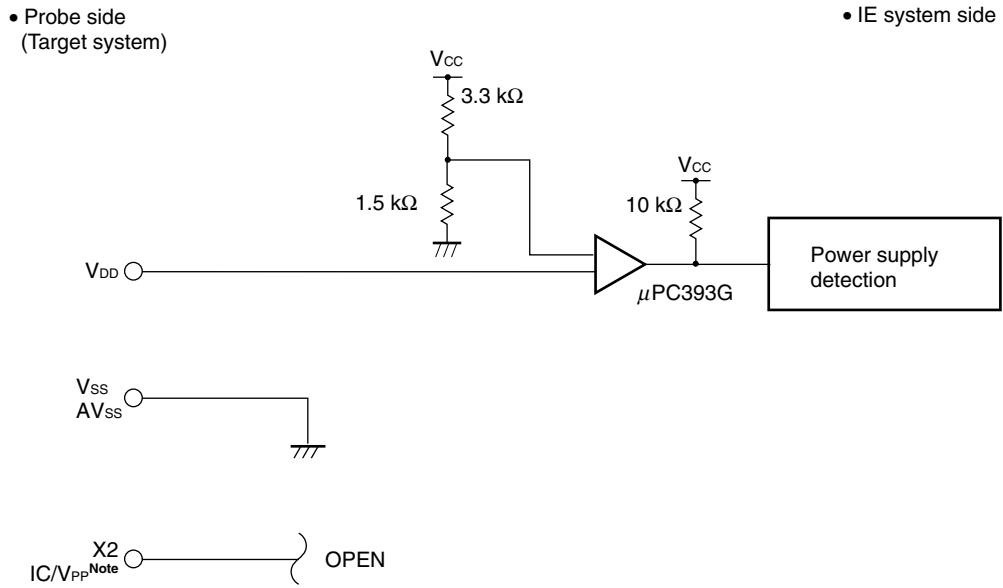 • Probe side
(Target system)
• IE system side
VCC
3.3 kΩ
1.5 kΩ
VCC
10 kΩ
Power supply
detection
μPC393G
VDD
VSS
AVSS
X2
IC/VPPNote
OPEN